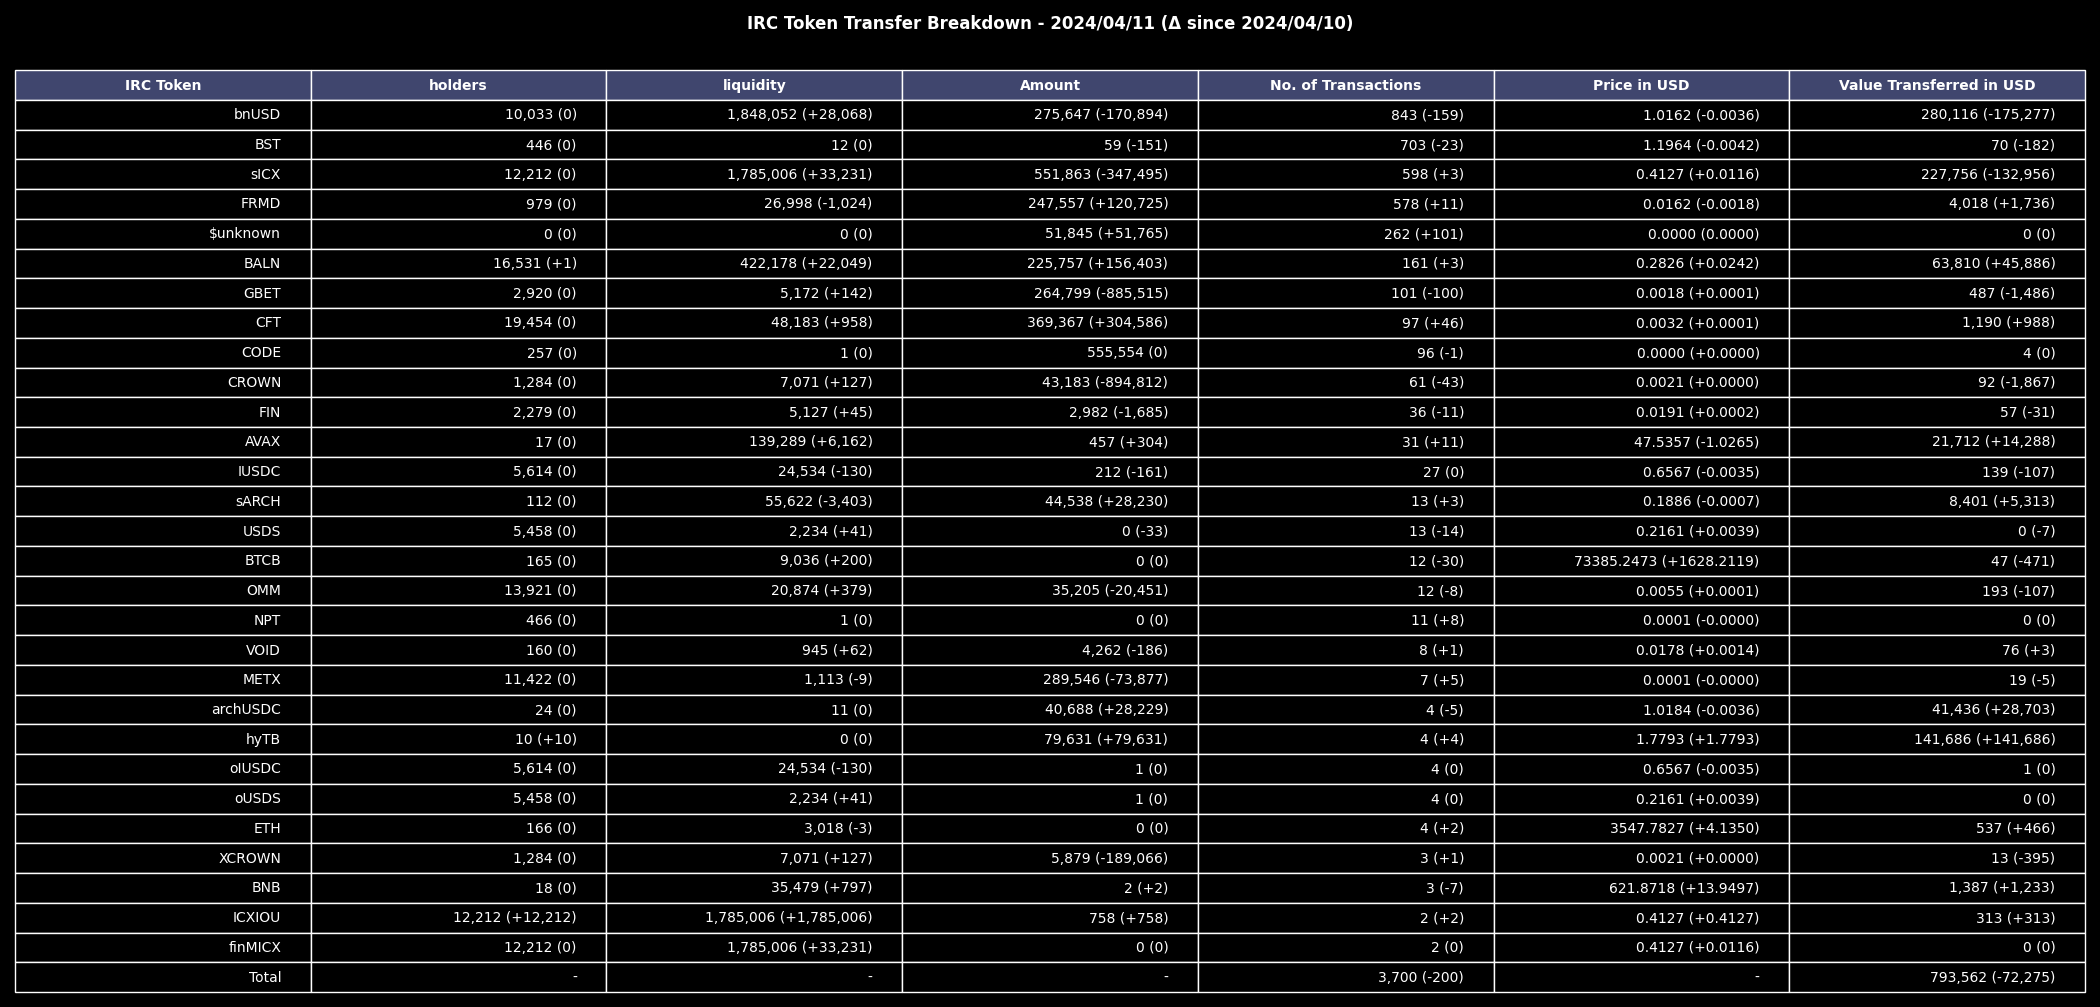 IRC Token Transfer Breakdown - 2024/04/11 (Δ since 2024/04/10)
IRC Token holders liquidity Amount No. of Transactions Price in USD Value Transferred in USD
bnUSD 10,033 (0) 1,848,052 (+28,068) 275,647 (-170,894) 843 (-159) 1.0162 (-0.0036) 280,116 (-175,277)
BST 446 (0) 12 (0) 59 (-151) 703 (-23) 1.1964 (-0.0042) 70 (-182)
sICX 12,212 (0) 1,785,006 (+33,231) 551,863 (-347,495) 598 (+3) 0.4127 (+0.0116) 227,756 (-132,956)
FRMD 979 (0) 26,998 (-1,024) 247,557 (+120,725) 578 (+11) 0.0162 (-0.0018) 4,018 (+1,736)
$unknown 0 (0) 0 (0) 51,845 (+51,765) 262 (+101) 0.0000 (0.0000) 0 (0)
BALN 16,531 (+1) 422,178 (+22,049) 225,757 (+156,403) 161 (+3) 0.2826 (+0.0242) 63,810 (+45,886)
GBET 2,920 (0) 5,172 (+142) 264,799 (-885,515) 101 (-100) 0.0018 (+0.0001) 487 (-1,486)
CFT 19,454 (0) 48,183 (+958) 369,367 (+304,586) 97 (+46) 0.0032 (+0.0001) 1,190 (+988)
CODE 257 (0) 1 (0) 555,554 (0) 96 (-1) 0.0000 (+0.0000) 4 (0)
CROWN 1,284 (0) 7,071 (+127) 43,183 (-894,812) 61 (-43) 0.0021 (+0.0000) 92 (-1,867)
FIN 2,279 (0) 5,127 (+45) 2,982 (-1,685) 36 (-11) 0.0191 (+0.0002) 57 (-31)
AVAX 17 (0) 139,289 (+6,162) 457 (+304) 31 (+11) 47.5357 (-1.0265) 21,712 (+14,288)
IUSDC 5,614 (0) 24,534 (-130) 212 (-161) 27 (0) 0.6567 (-0.0035) 139 (-107)
sARCH 112 (0) 55,622 (-3,403) 44,538 (+28,230) 13 (+3) 0.1886 (-0.0007) 8,401 (+5,313)
USDS 5,458 (0) 2,234 (+41) 0 (-33) 13 (-14) 0.2161 (+0.0039) 0 (-7)
BTCB 165 (0) 9,036 (+200) 0 (0) 12 (-30) 73385.2473 (+1628.2119) 47 (-471)
OMM 13,921 (0) 20,874 (+379) 35,205 (-20,451) 12 (-8) 0.0055 (+0.0001) 193 (-107)
NPT 466 (0) 1 (0) 0 (0) 11 (+8) 0.0001 (-0.0000) 0 (0)
VOID 160 (0) 945 (+62) 4,262 (-186) 8 (+1) 0.0178 (+0.0014) 76 (+3)
METX 11,422 (0) 1,113 (-9) 289,546 (-73,877) 7 (+5) 0.0001 (-0.0000) 19 (-5)
archUSDC 24 (0) 11 (0) 40,688 (+28,229) 4 (-5) 1.0184 (-0.0036) 41,436 (+28,703)
hyTB 10 (+10) 0 (0) 79,631 (+79,631) 4 (+4) 1.7793 (+1.7793) 141,686 (+141,686)
oIUSDC 5,614 (0) 24,534 (-130) 1 (0) 4 (0) 0.6567 (-0.0035) 1 (0)
oUSDS 5,458 (0) 2,234 (+41) 1 (0) 4 (0) 0.2161 (+0.0039) 0 (0)
ETH 166 (0) 3,018 (-3) 0 (0) 4 (+2) 3547.7827 (+4.1350) 537 (+466)
XCROWN 1,284 (0) 7,071 (+127) 5,879 (-189,066) 3 (+1) 0.0021 (+0.0000) 13 (-395)
BNB 18 (0) 35,479 (+797) 2 (+2) 3 (-7) 621.8718 (+13.9497) 1,387 (+1,233)
ICXIOU 12,212 (+12,212) 1,785,006 (+1,785,006) 758 (+758) 2 (+2) 0.4127 (+0.4127) 313 (+313)
finMICX 12,212 (0) 1,785,006 (+33,231) 0 (0) 2 (0) 0.4127 (+0.0116) 0 (0)
Total - - - 3,700 (-200) - 793,562 (-72,275)